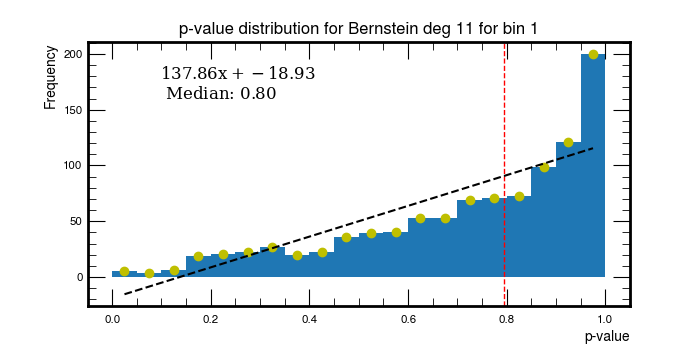 p-value distribution for Bernstein deg 11 for bin 1
Frequency
200
150
100
50
0
137.86x + −18.93
Median: 0.80
0.0 0.2 0.4 0.6 0.8 1.0
p-value